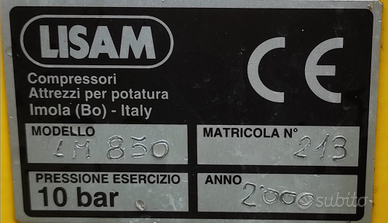 LISAM
CE
Compressori
Attrezzi per potatura
Imola (Bo) - Italy
MODELLO
LM 850
MATRICOLA N°
213
PRESSIONE ESERCIZIO
10 bar
ANNO
2000
subito